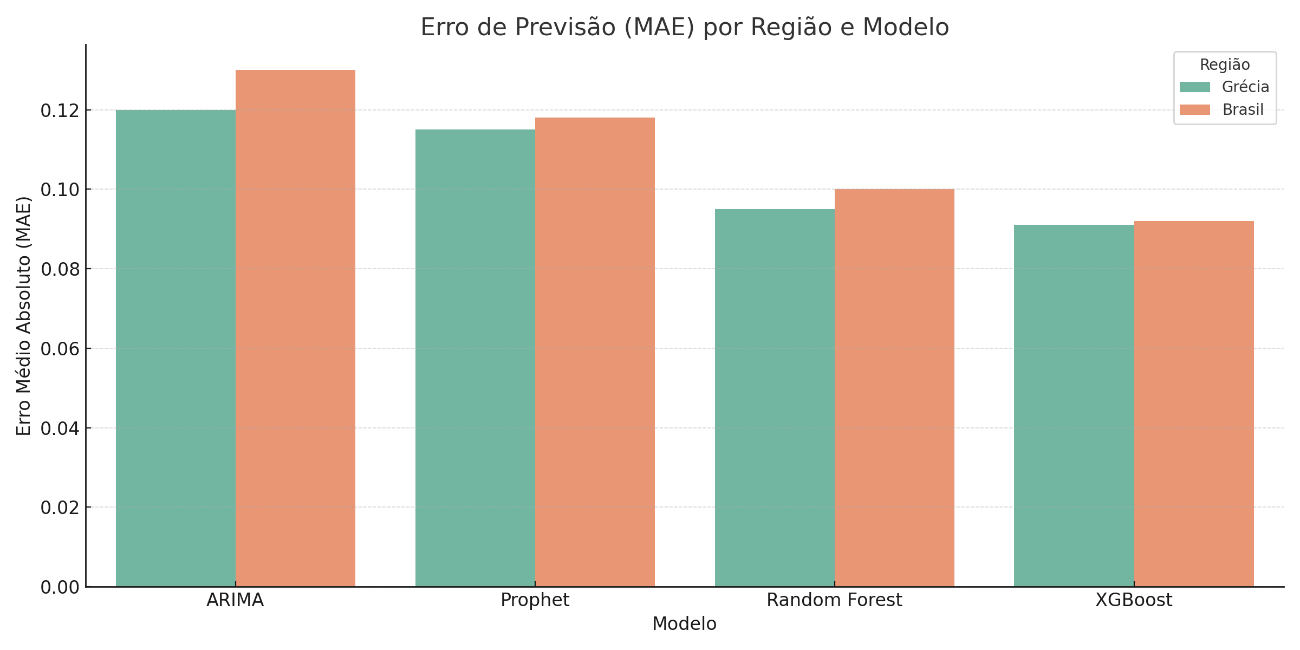 Erro de Previsão (MAE) por Região e Modelo
Região
Grécia
Brasil
Erro Médio Absoluto (MAE)
0.12
0.10
0.08
0.06
0.04
0.02
0.00
ARIMA
Prophet
Random Forest
XGBoost
Modelo